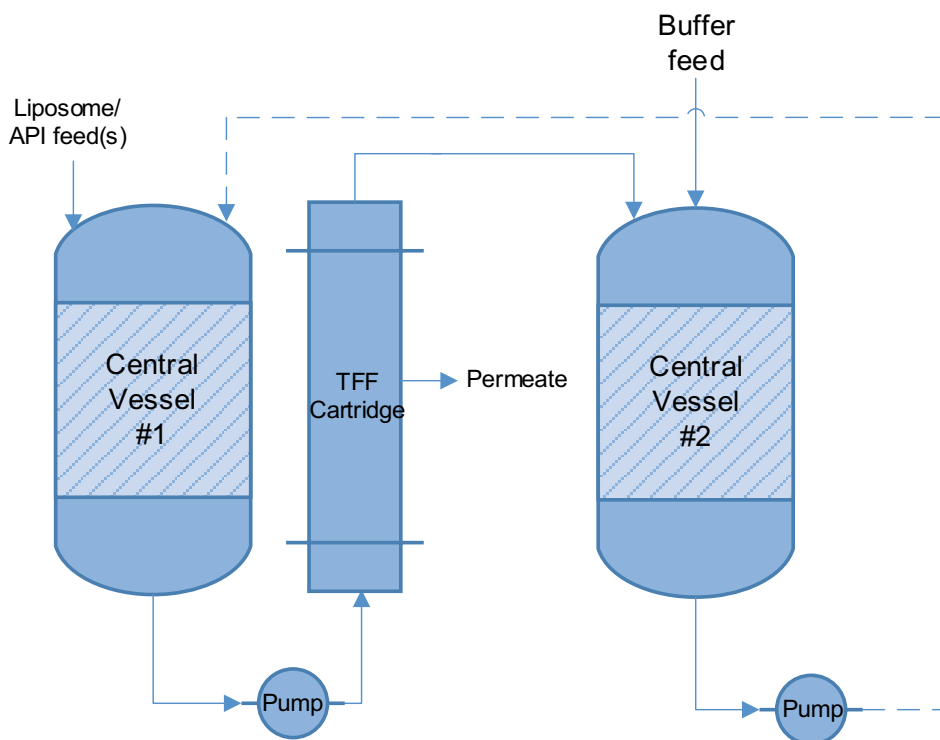 Buffer
feed
Liposome/
API feed(s)
Central
Vessel
#1
TFF
Cartridge
Permeate
Central
Vessel
#2
Pump
Pump